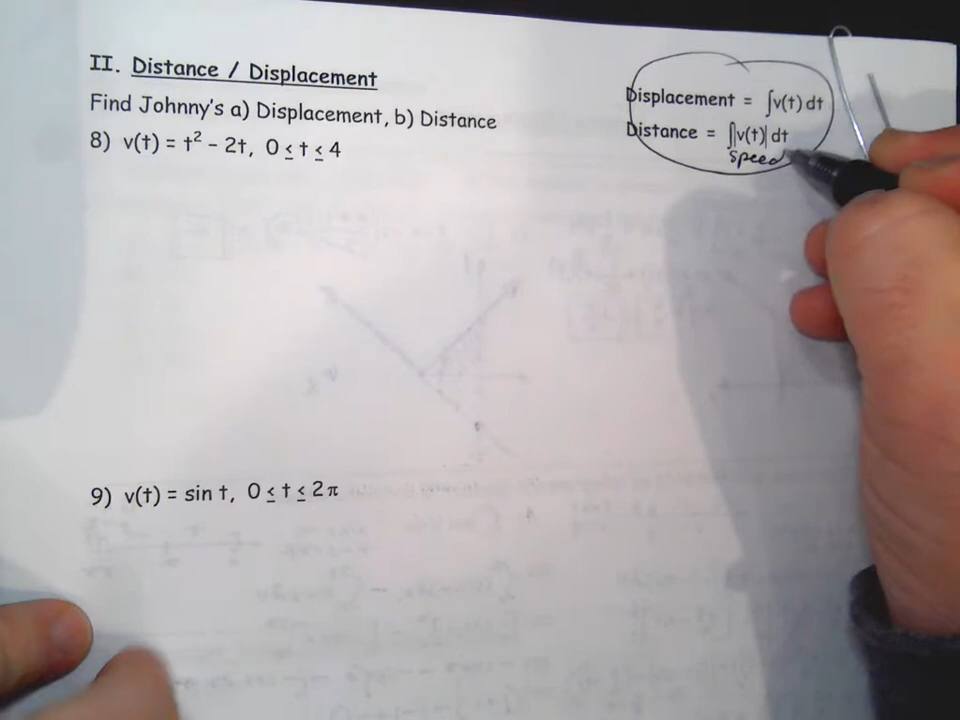 II. Distance / Displacement
Find Johnny's a) Displacement, b) Distance
8) v(t) = t² - 2t, 0 ≤ t ≤ 4
Displacement = ∫v(t) dt
Distance = ∫|v(t)| dt
speed
9) v(t) = sin t, 0 ≤ t ≤ 2π